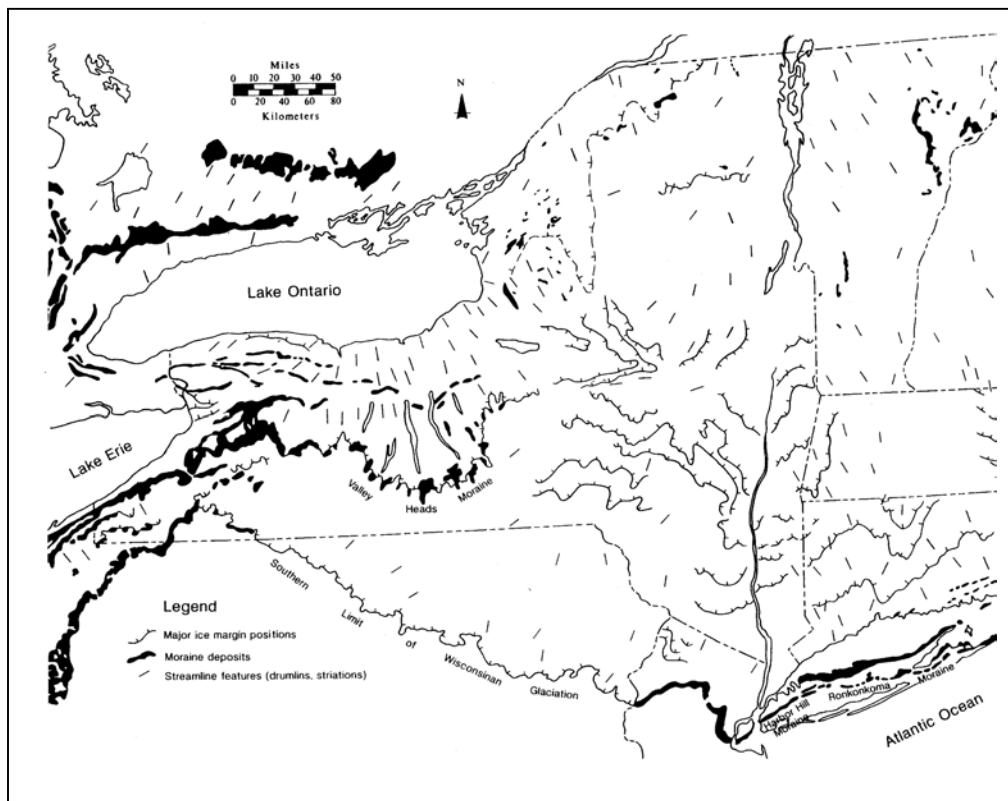 Miles
0 10 20 30 40 50
0 20 40 60 80
Kilometers
N
Lake Ontario
Lake Erie
Valley
Heads
Moraine
Southern
Limit
of
Wisconsinan
Glaciation
Legend
Major ice margin positions
Moraine deposits
Streamline features (drumlins, striations)
Harbor Hill
Moraine
Ronkonkoma
Moraine
Atlantic Ocean